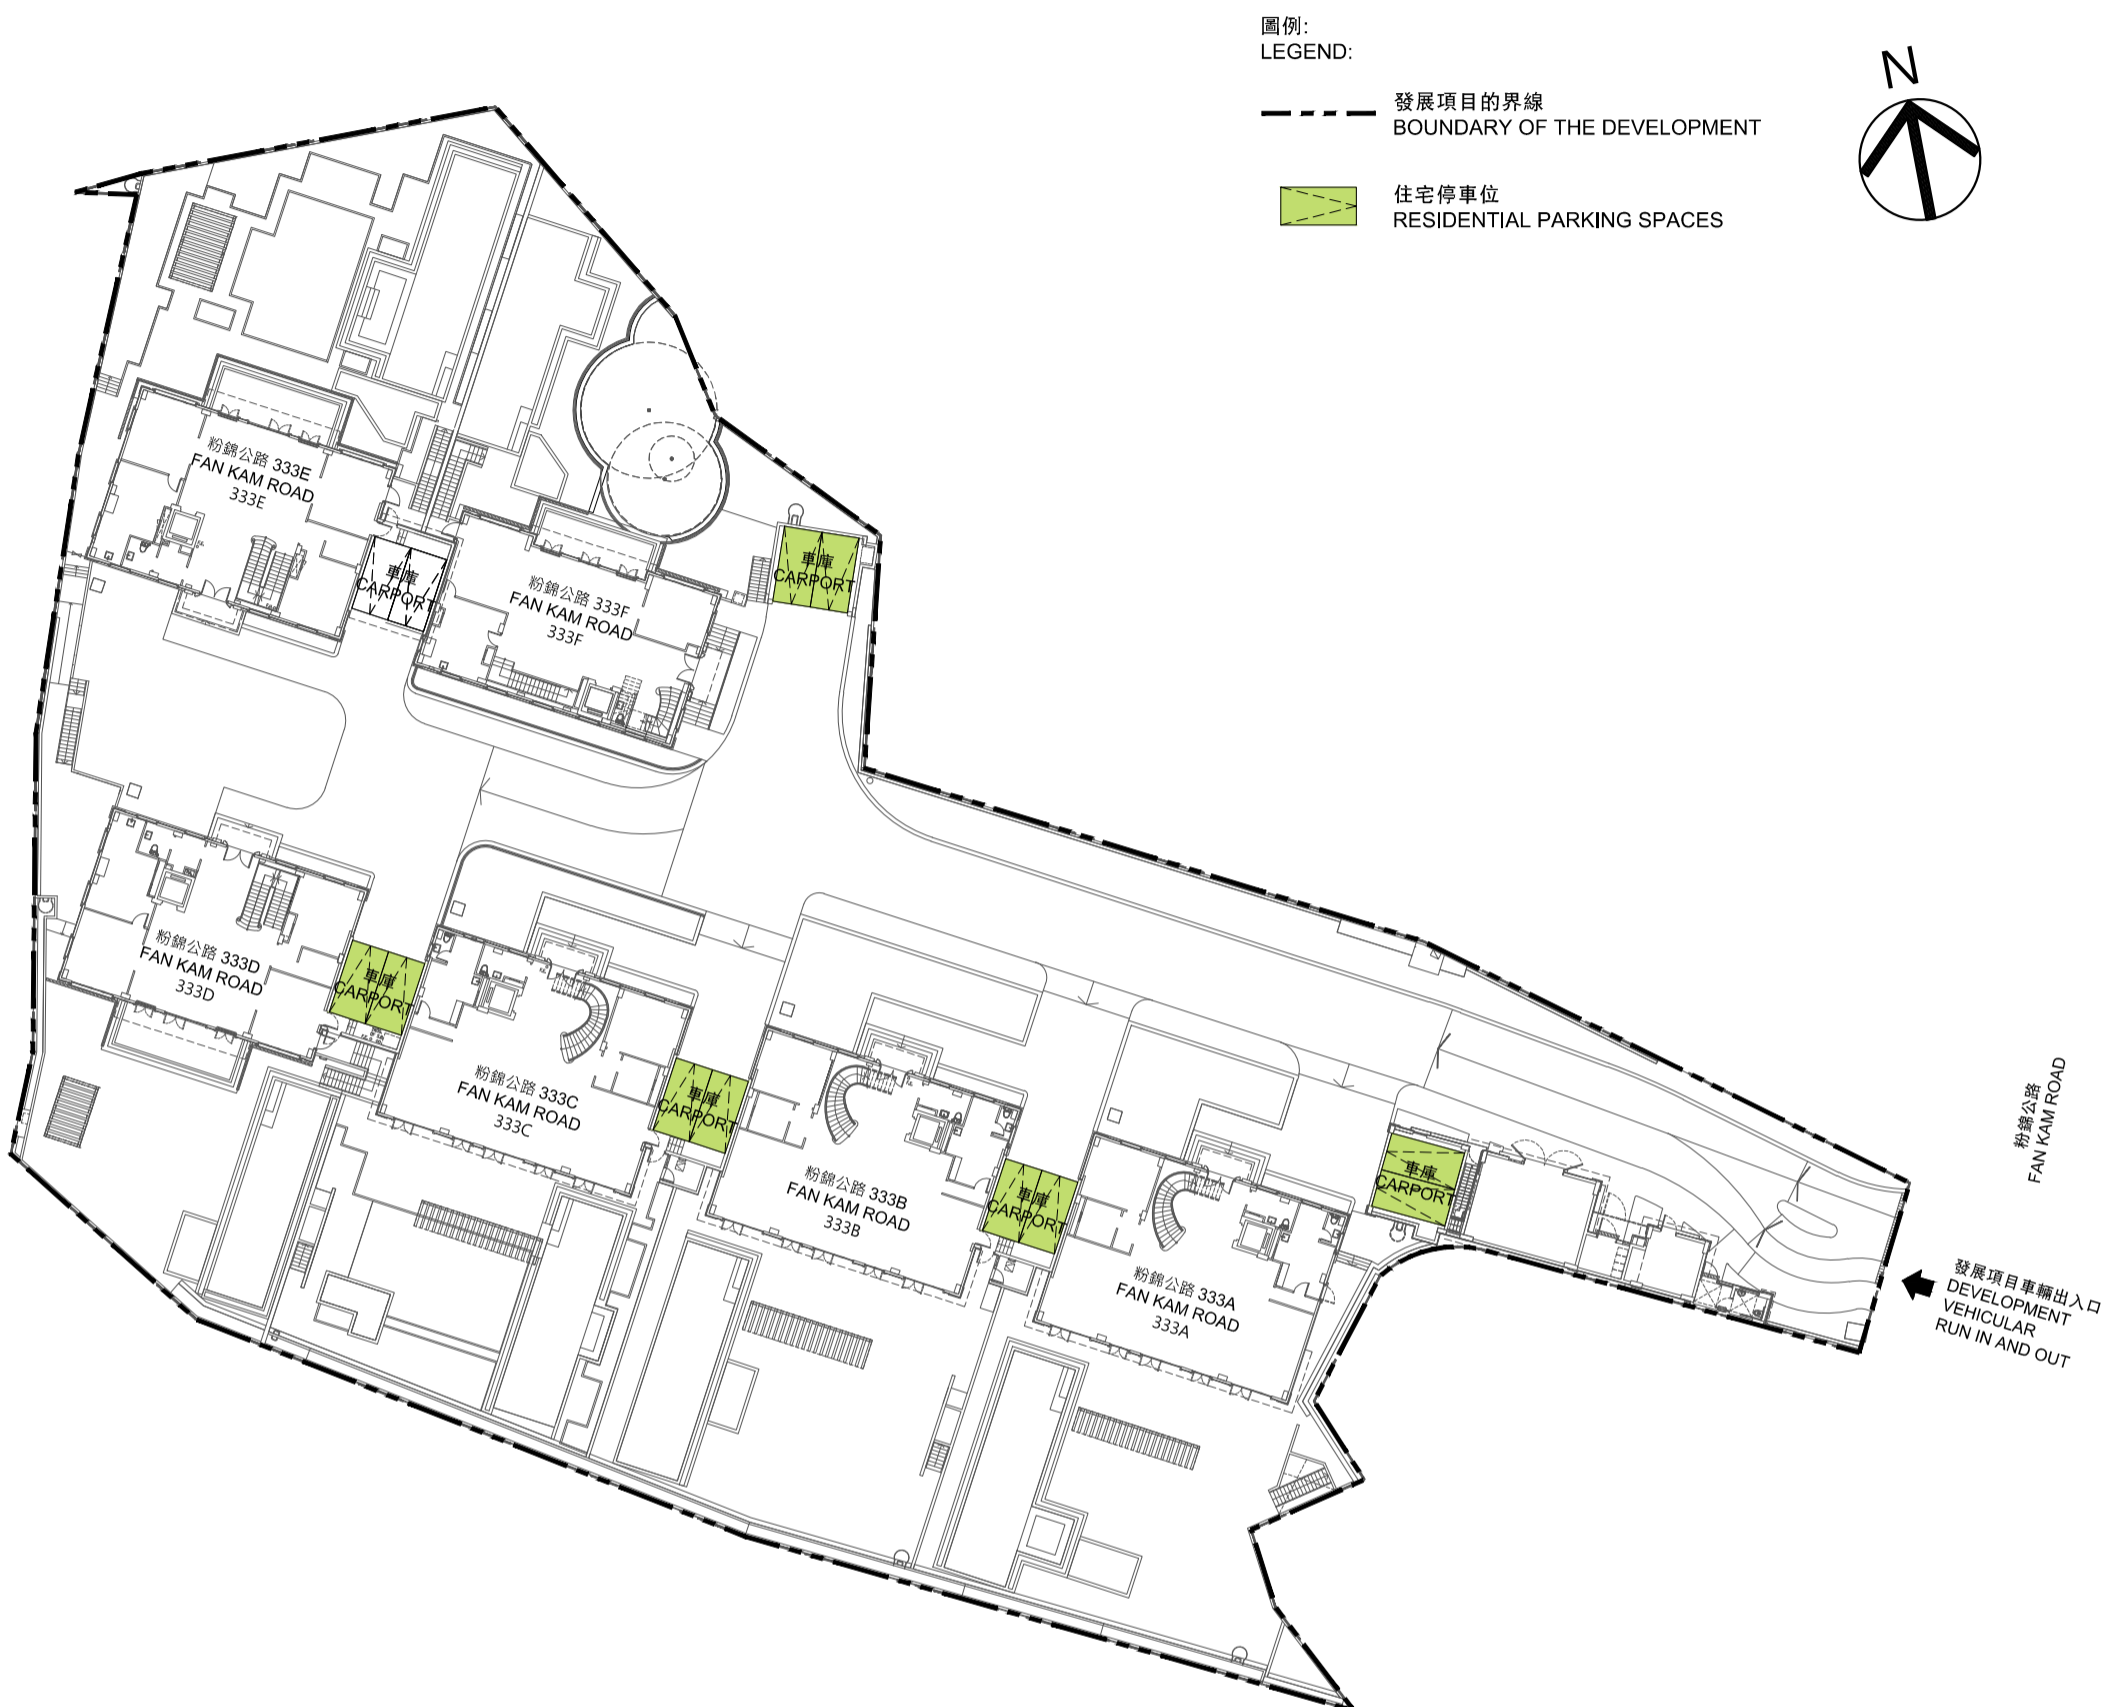 圖例:
LEGEND:
N
發展項目的界線
BOUNDARY OF THE DEVELOPMENT
住宅停車位
RESIDENTIAL PARKING SPACES
粉錦公路 333E
FAN KAM ROAD
333E
車庫
CARPORT
粉錦公路 333F
FAN KAM ROAD
333F
車庫
CARPORT
粉錦公路 333D
FAN KAM ROAD
333D
車庫
CARPORT
粉錦公路 333C
FAN KAM ROAD
333C
車庫
CARPORT
粉錦公路 333B
FAN KAM ROAD
333B
車庫
CARPORT
粉錦公路 333A
FAN KAM ROAD
333A
車庫
CARPORT
粉錦公路
FAN KAM ROAD
發展項目車輛出入口
DEVELOPMENT
VEHICULAR
RUN IN AND OUT